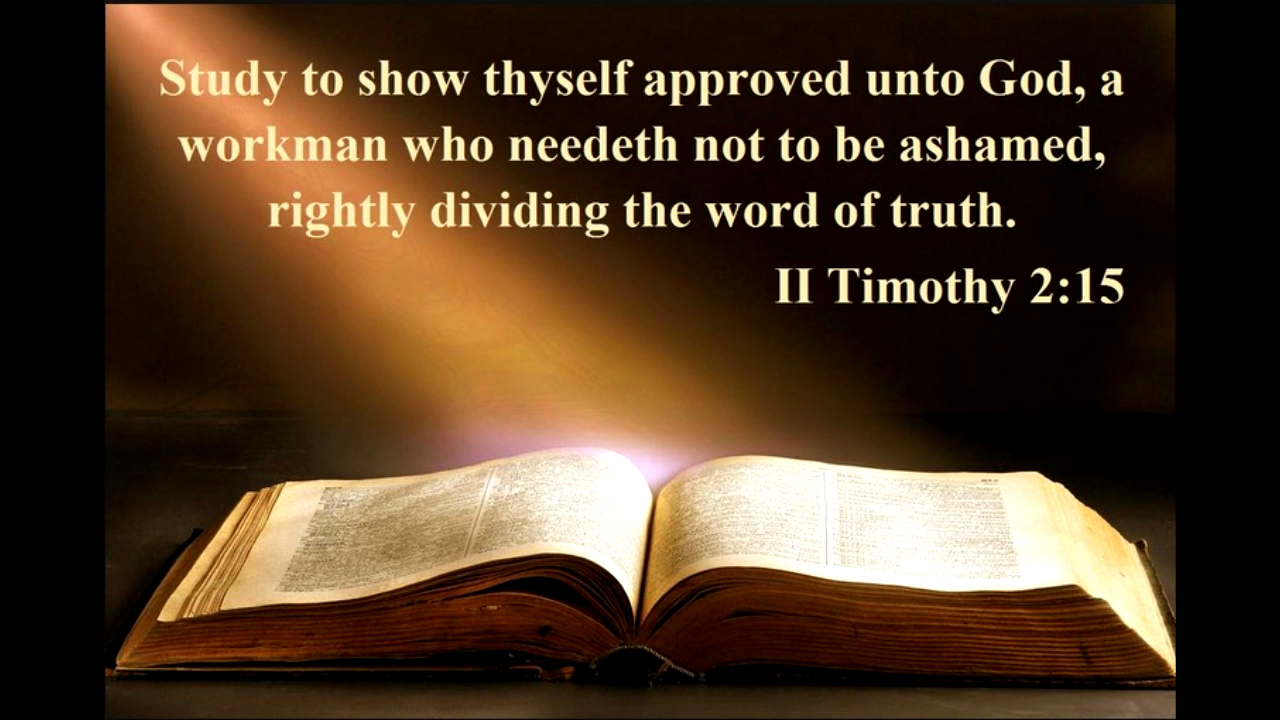 Study to show thyself approved unto God, a
workman who needeth not to be ashamed,
rightly dividing the word of truth.
II Timothy 2:15